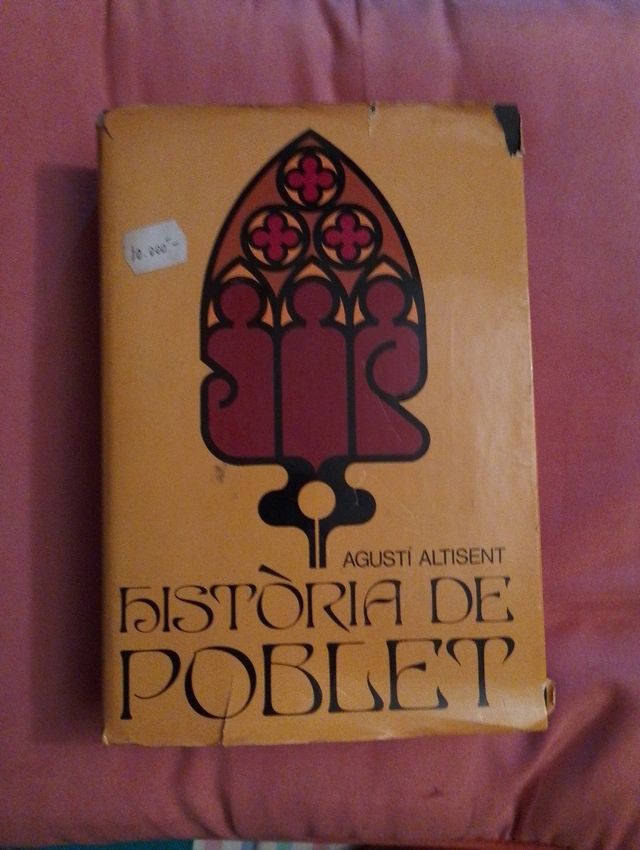 10.000'-
AGUSTÍ ALTISENT
HISTÒRIA DE
POBLET